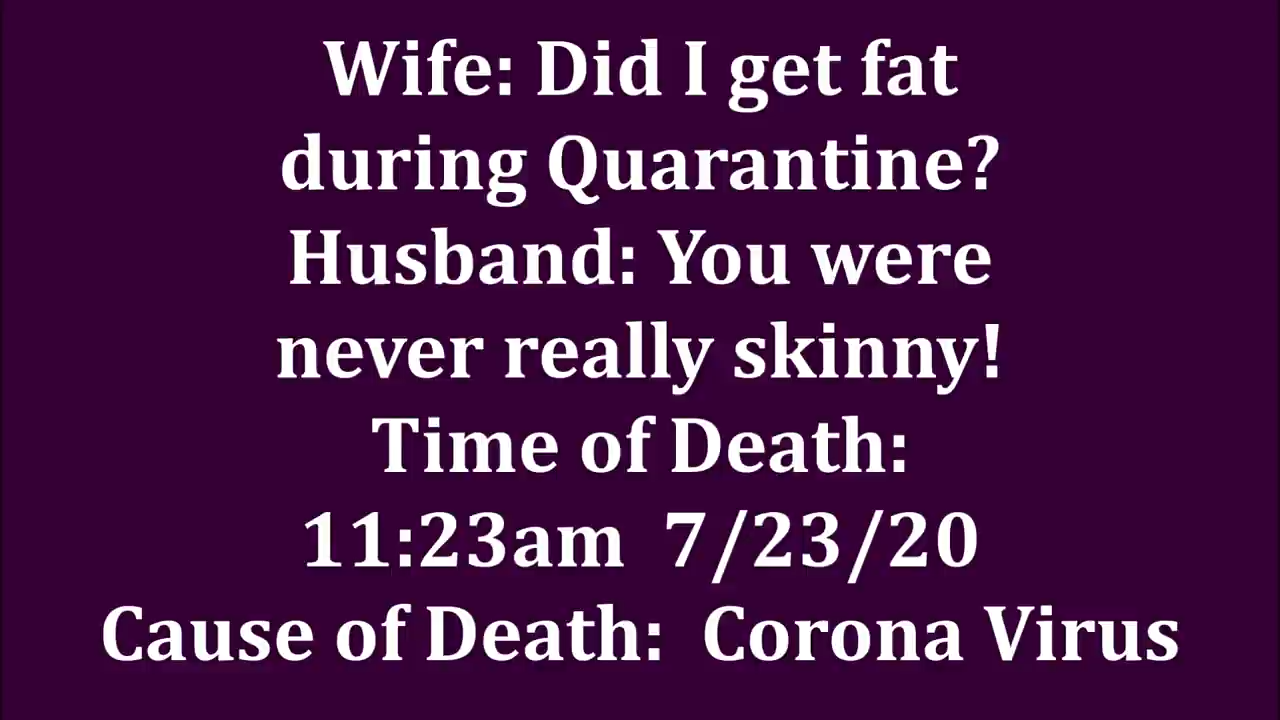 Wife: Did I get fat
during Quarantine?
Husband: You were
never really skinny!
Time of Death:
11:23am  7/23/20
Cause of Death:  Corona Virus